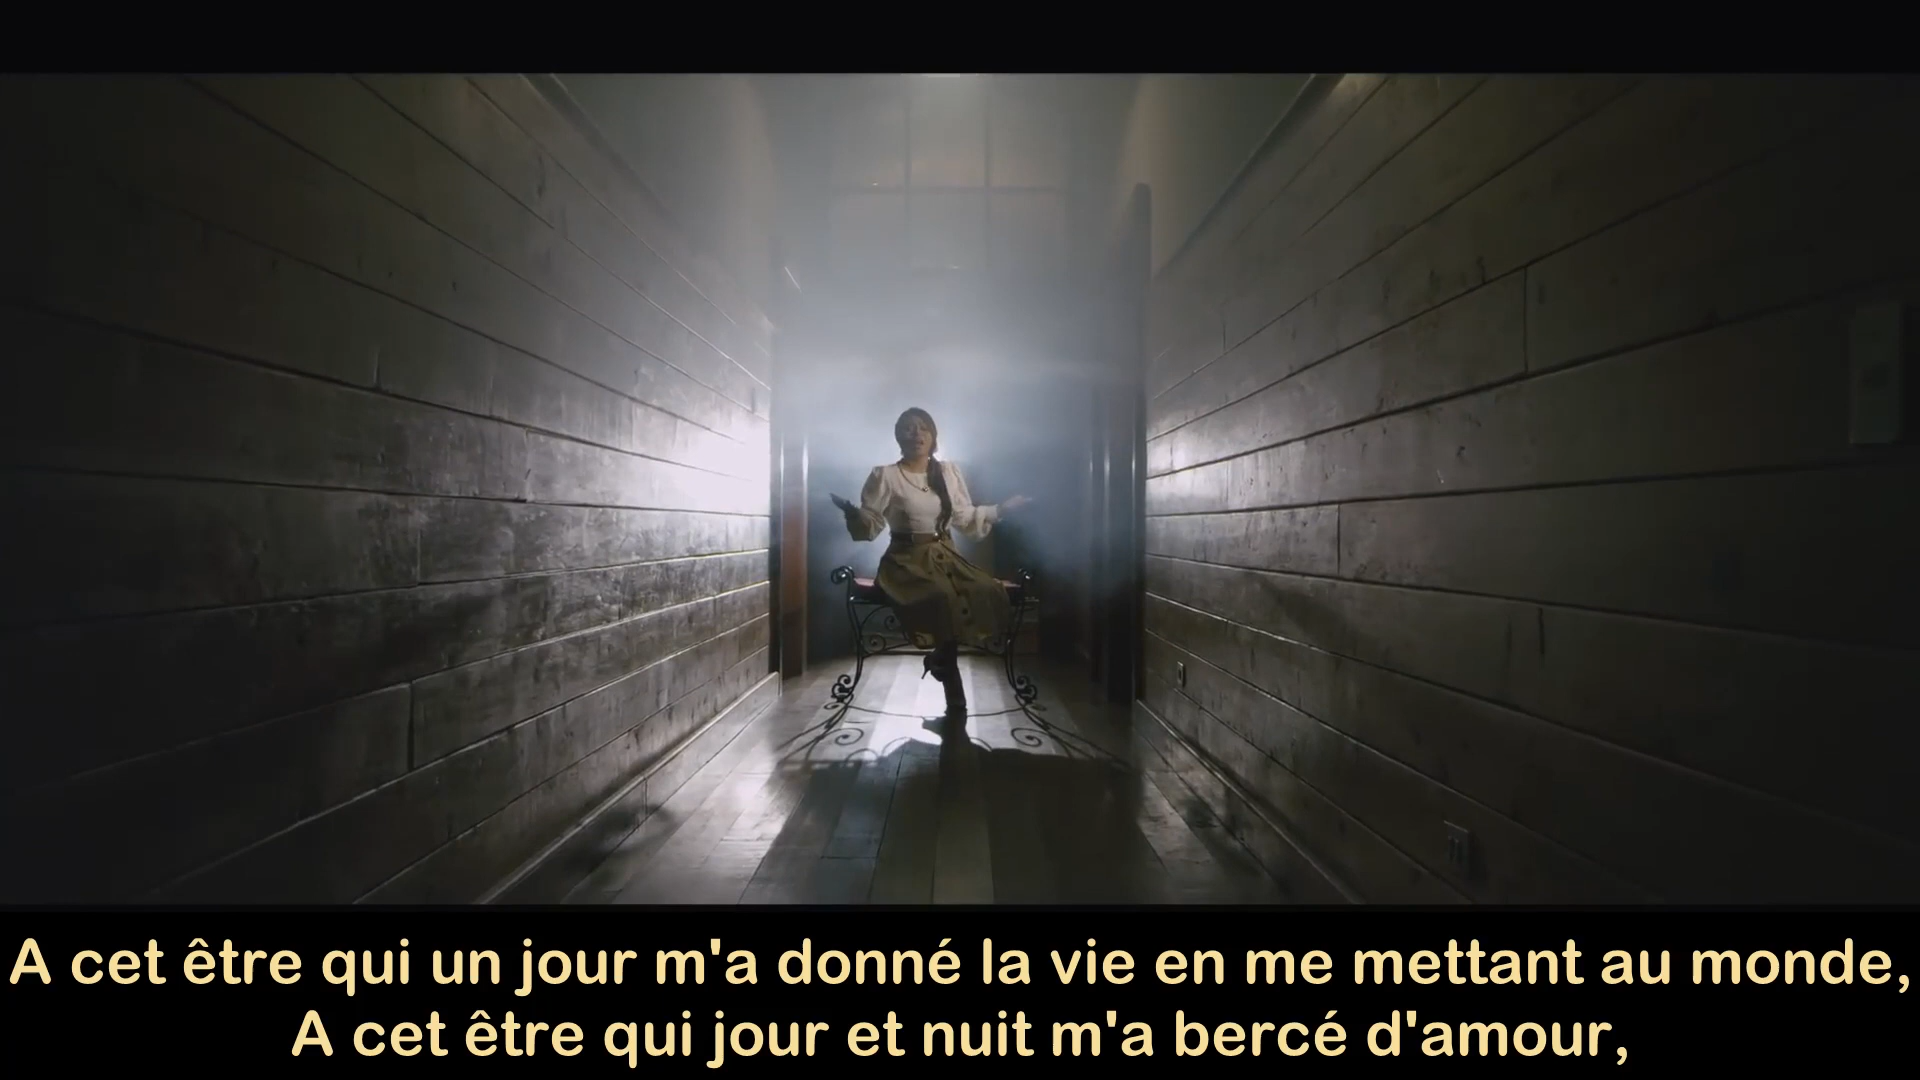 A cet être qui un jour m'a donné la vie en me mettant au monde,
A cet être qui jour et nuit m'a bercé d'amour,